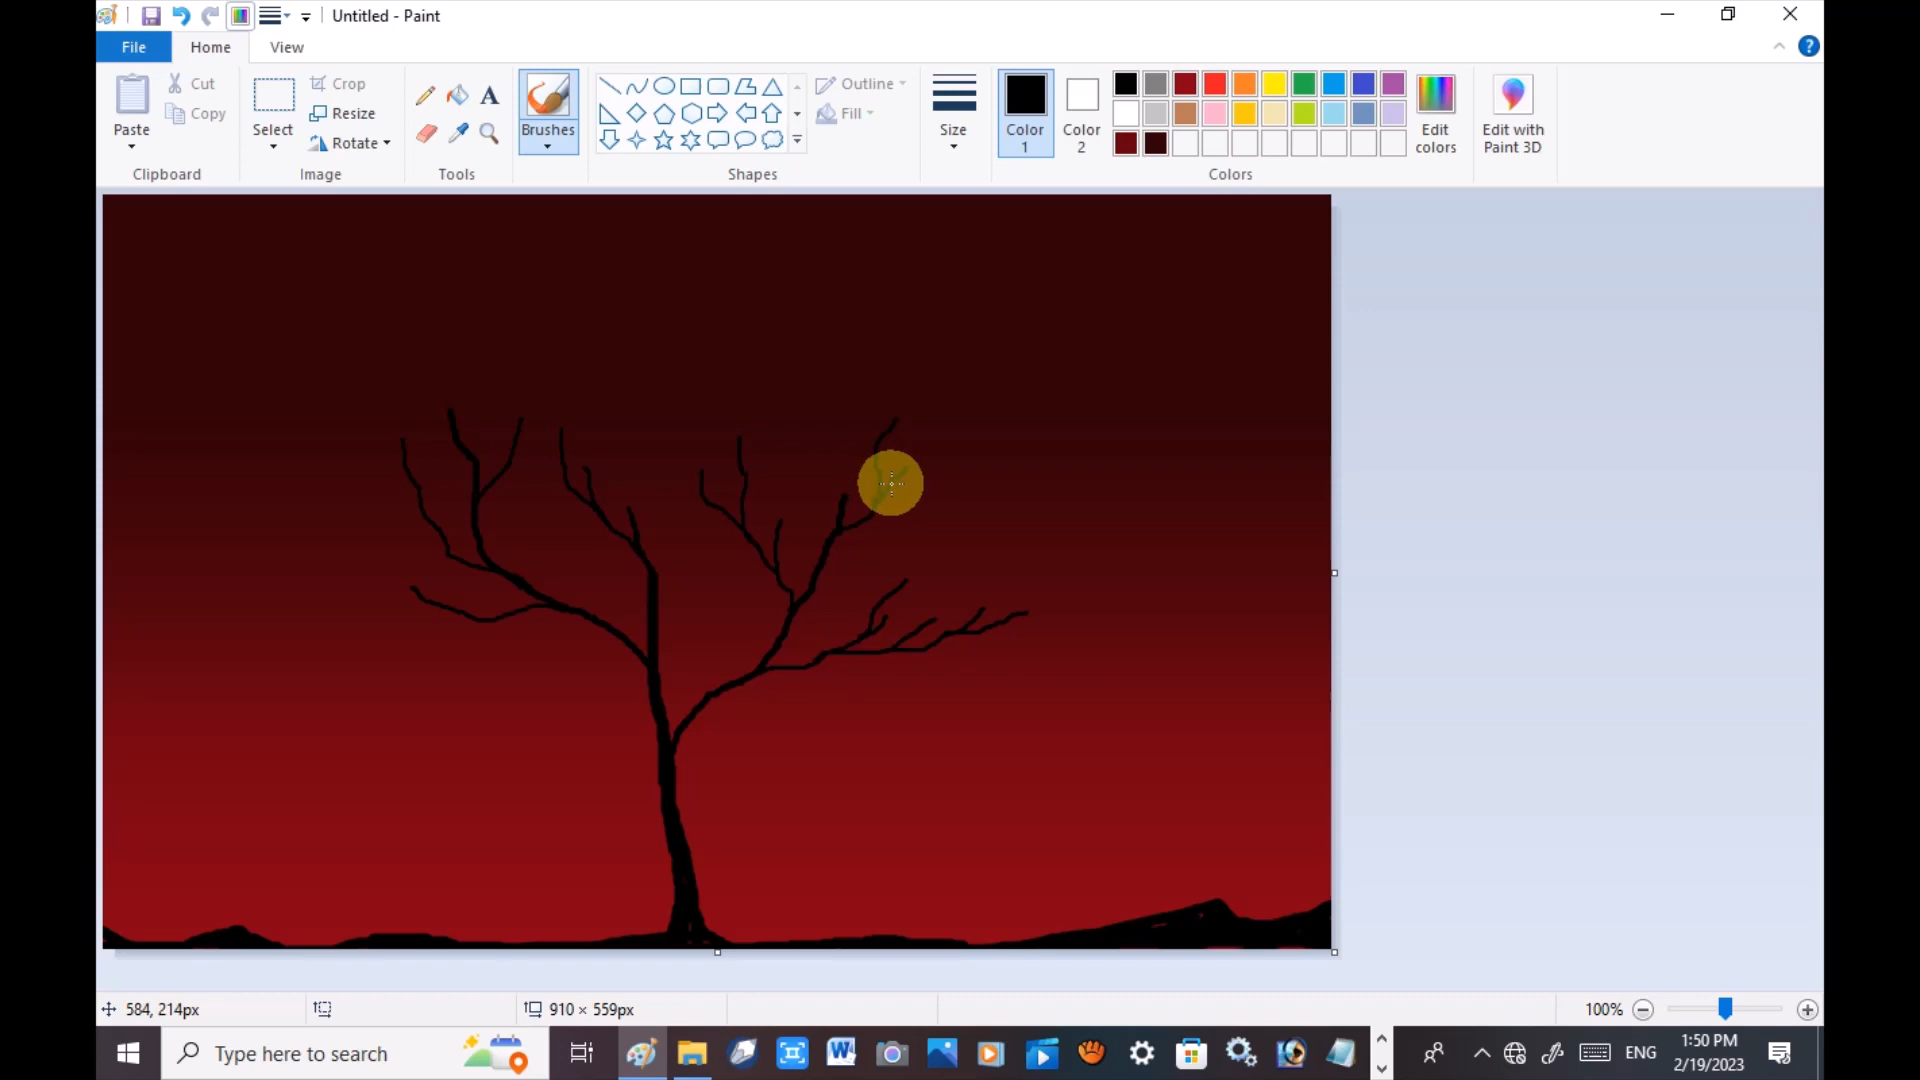 Untitled - Paint
File Home View
Paste
Cut
Copy
Clipboard
Select
Crop
Resize
Rotate
Image
A
Tools
Brushes
Outline
Fill
Shapes
Size
Color 1
Color 2
Edit colors
Colors
Edit with Paint 3D
?
584, 214px
910 × 559px
100%
Type here to search
W
ENG
1:50 PM
2/19/2023